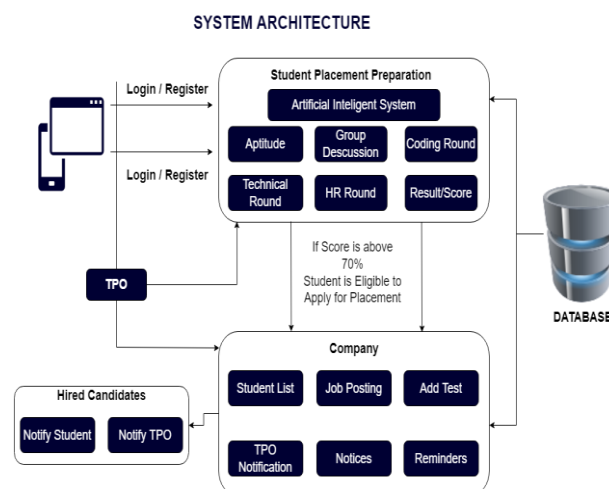 SYSTEM ARCHITECTURE
Student Placement Preparation
Login / Register
Artificial Inteligent System
Aptitude
Group
Descussion
Coding Round
Login / Register
Technical
Round
HR Round
Result/Score
If Score is above
70%
Student is Eligible to
Apply for Placement
TPO
DATABASE
Company
Student List
Job Posting
Add Test
Hired Candidates
Notify Student
Notify TPO
TPO
Notification
Notices
Reminders